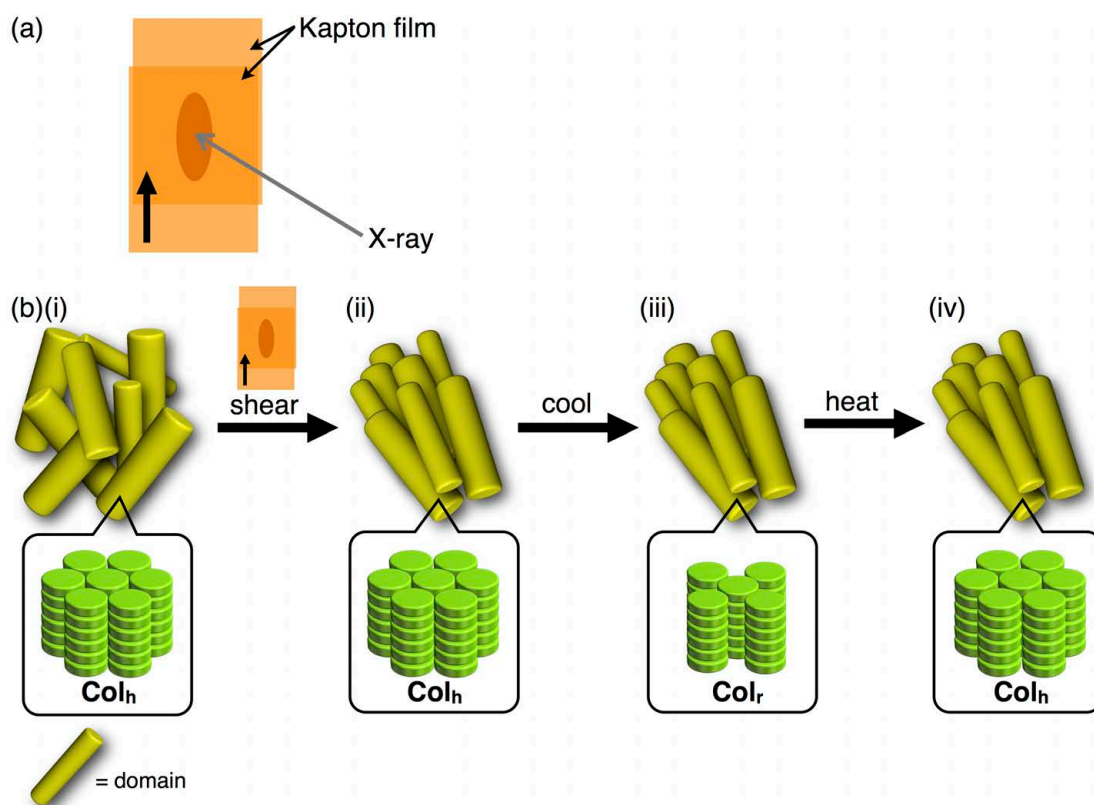 (a)
Kapton film
X-ray
(b)(i)
shear
(ii)
cool
(iii)
heat
(iv)
Colh
Colh
Colr
Colh
= domain